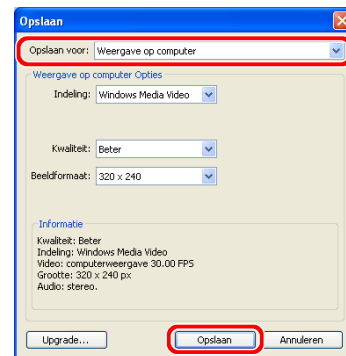 Opslaan
Opslaan voor: Weergave op computer
Weergave op computer Opties
Indeling: Windows Media Video
Kwaliteit: Beter
Beeldformaat: 320 x 240
Informatie
Kwaliteit: Beter
Indeling: Windows Media Video
Video: computerweergave 30.00 FPS
Grootte: 320 x 240 px
Audio: stereo.
Upgrade... Opslaan Annuleren